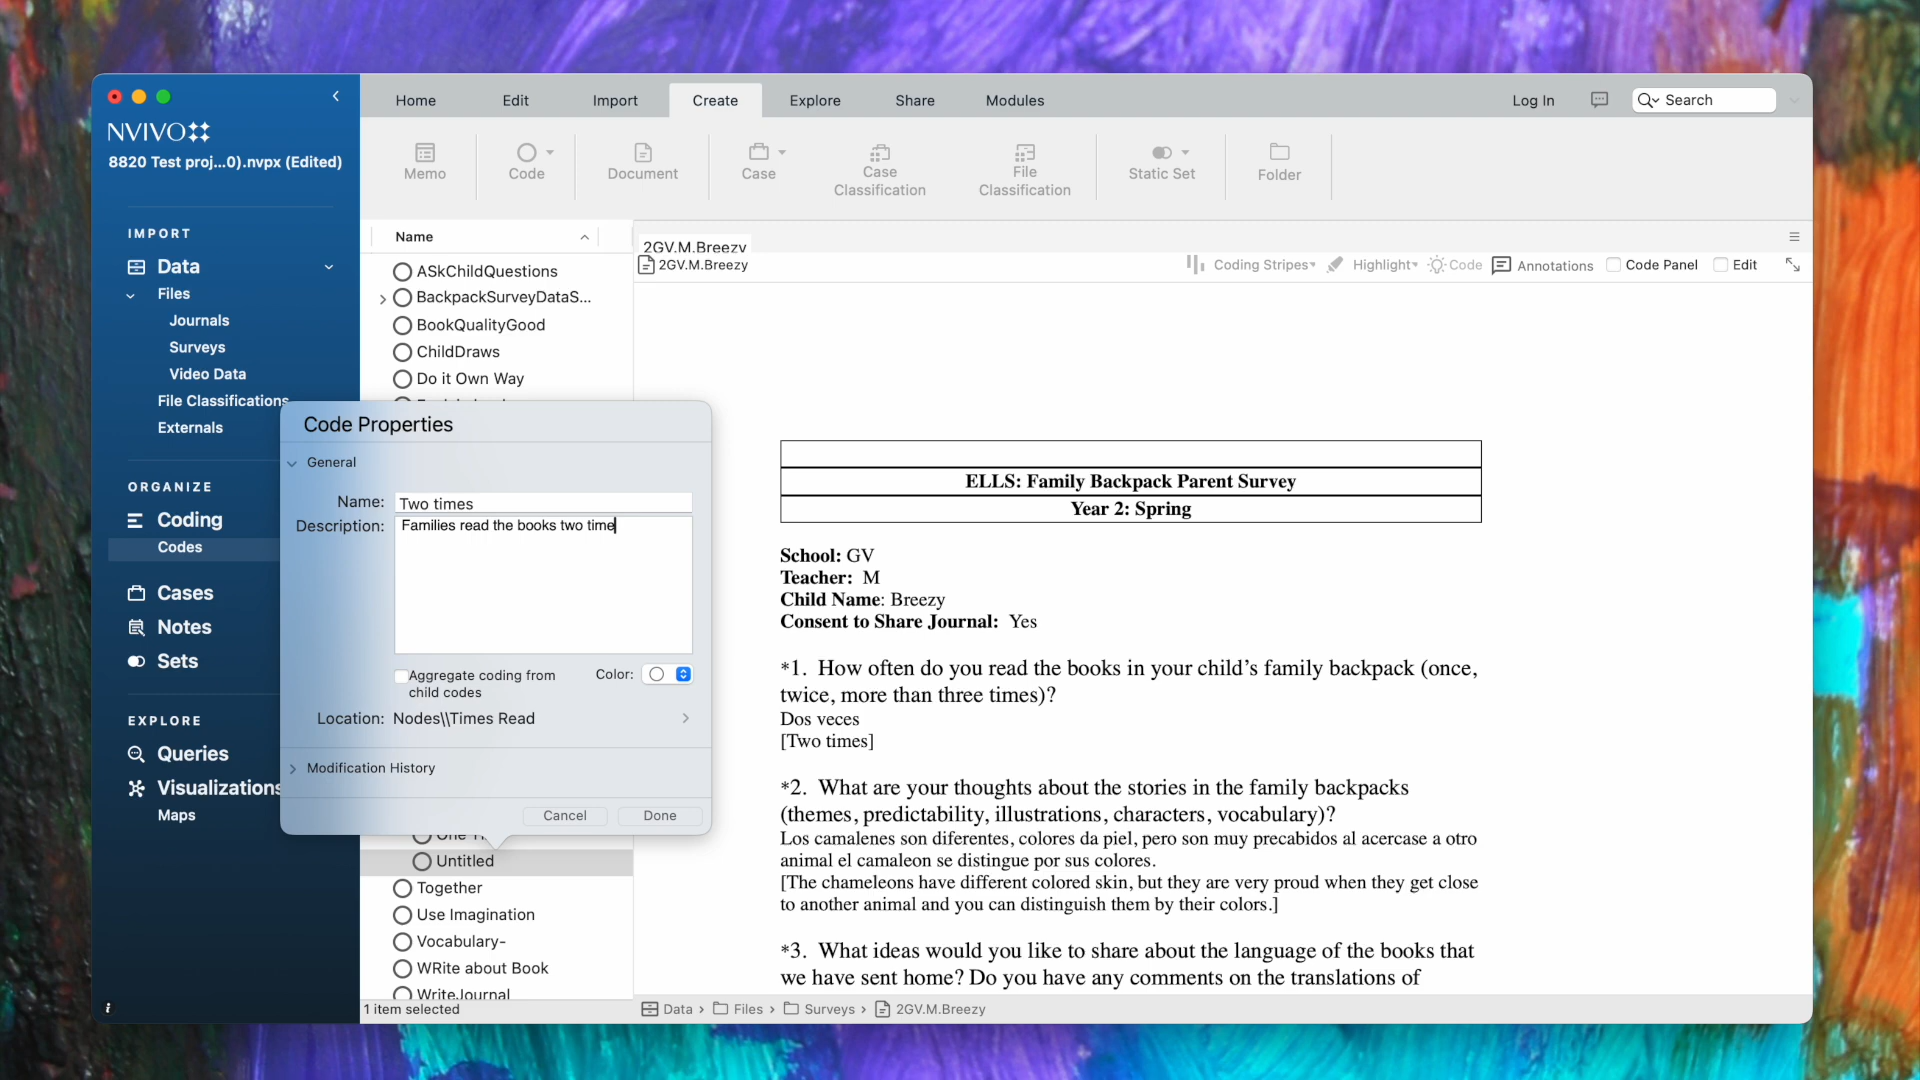 Home Edit Import Create Explore Share Modules Log In Search
NVIVO
8820 Test proj...0).nvpx (Edited)
Memo Code Document Case Case Classification File Classification Static Set Folder
IMPORT
Data
Files
Journals
Surveys
Video Data
File Classifications
Externals
ORGANIZE
Coding
Codes
Cases
Notes
Sets
EXPLORE
Queries
Visualizations
Maps
Name
ASkChildQuestions
BackpackSurveyDataS...
BookQualityGood
ChildDraws
Do it Own Way
Code Properties
General
Name: Two times
Description: Families read the books two time
Aggregate coding from
child codes
Color:
Location: Nodes\\Times Read
Modification History
Cancel Done
Untitled
Together
Use Imagination
Vocabulary-
WRite about Book
WriteJournal
1 item selected
2GV.M.Breezy
2GV.M.Breezy Coding Stripes Highlight Code Annotations Code Panel Edit
ELLS: Family Backpack Parent Survey
Year 2: Spring
School: GV
Teacher: M
Child Name: Breezy
Consent to Share Journal: Yes
*1. How often do you read the books in your child’s family backpack (once,
twice, more than three times)?
Dos veces
[Two times]
*2. What are your thoughts about the stories in the family backpacks
(themes, predictability, illustrations, characters, vocabulary)?
Los camalenes son diferentes, colores da piel, pero son muy precabidos al acercase a otro
animal el camaleon se distingue por sus colores.
[The chameleons have different colored skin, but they are very proud when they get close
to another animal and you can distinguish them by their colors.]
*3. What ideas would you like to share about the language of the books that
we have sent home? Do you have any comments on the translations of
Data › Files › Surveys › 2GV.M.Breezy